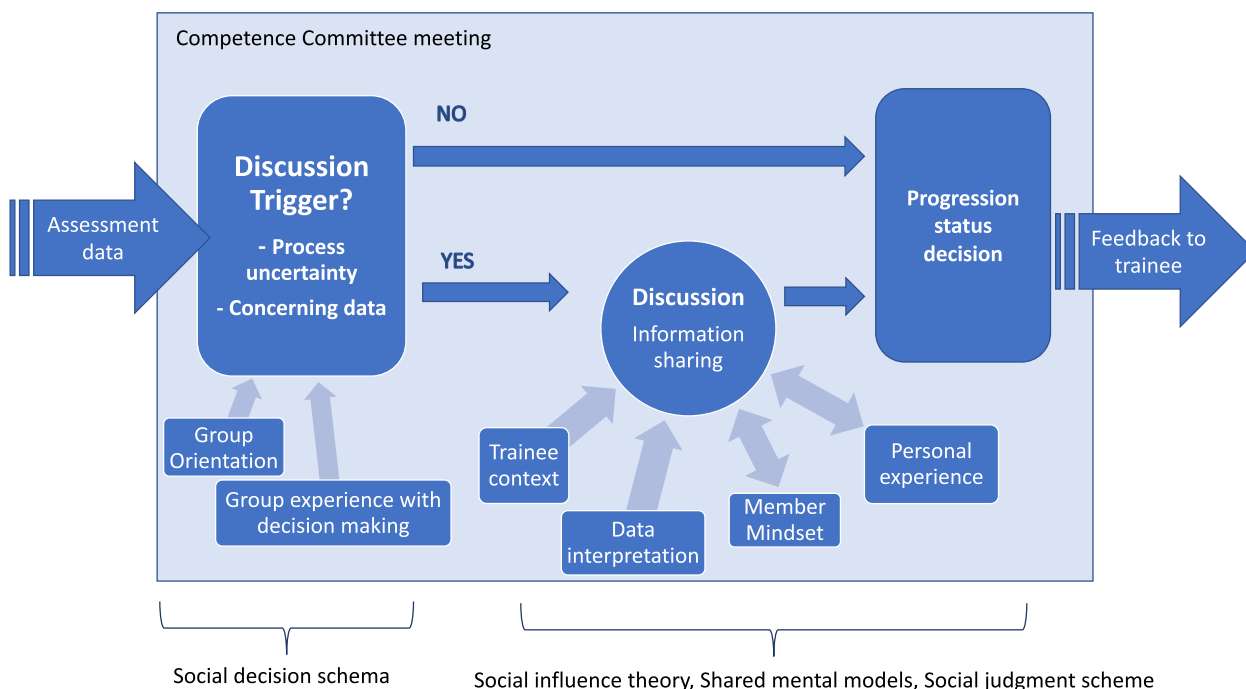 Competence Committee meeting
Assessment
data
Discussion
Trigger?
- Process
uncertainty
- Concerning data
NO
YES
Discussion
Information
sharing
Progression
status
decision
Feedback to
trainee
Group
Orientation
Group experience with
decision making
Trainee
context
Data
interpretation
Member
Mindset
Personal
experience
Social decision schema
Social influence theory, Shared mental models, Social judgment scheme